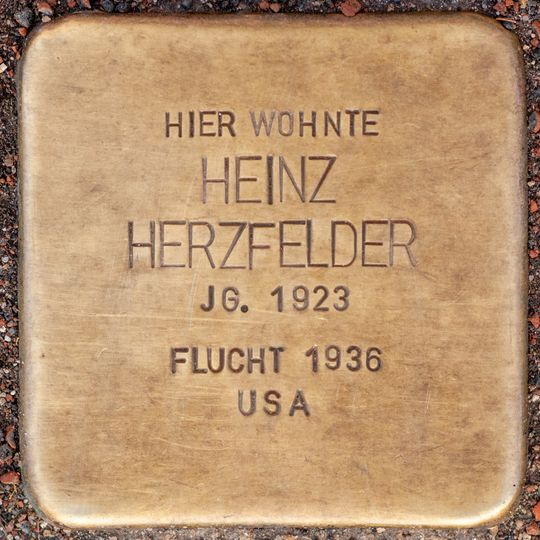 HIER WOHNTE
HEINZ
HERZFELDER
JG. 1923
FLUCHT 1936
USA